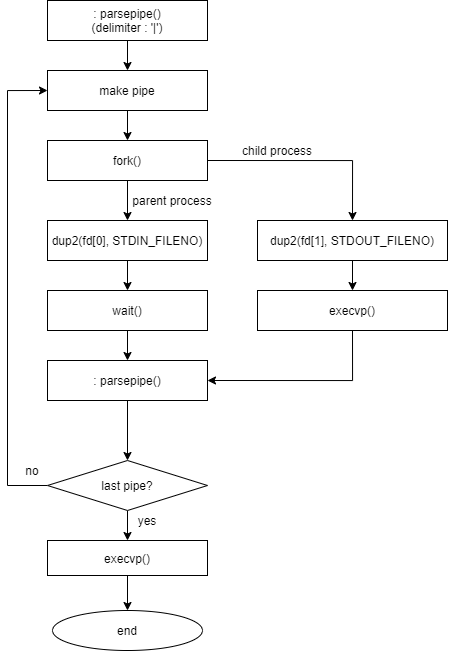 : parsepipe()
(delimiter : '|')
make pipe
fork()
child process
parent process
dup2(fd[0], STDIN_FILENO)
dup2(fd[1], STDOUT_FILENO)
wait()
execvp()
: parsepipe()
no
last pipe?
yes
execvp()
end